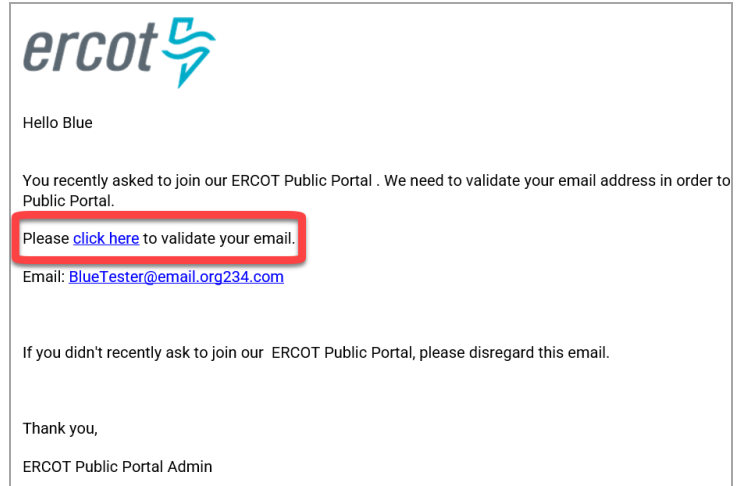 ercot
Hello Blue
You recently asked to join our ERCOT Public Portal . We need to validate your email address in order to
Public Portal.
Please click here to validate your email.
Email: BlueTester@email.org234.com
If you didn't recently ask to join our  ERCOT Public Portal, please disregard this email.
Thank you,
ERCOT Public Portal Admin